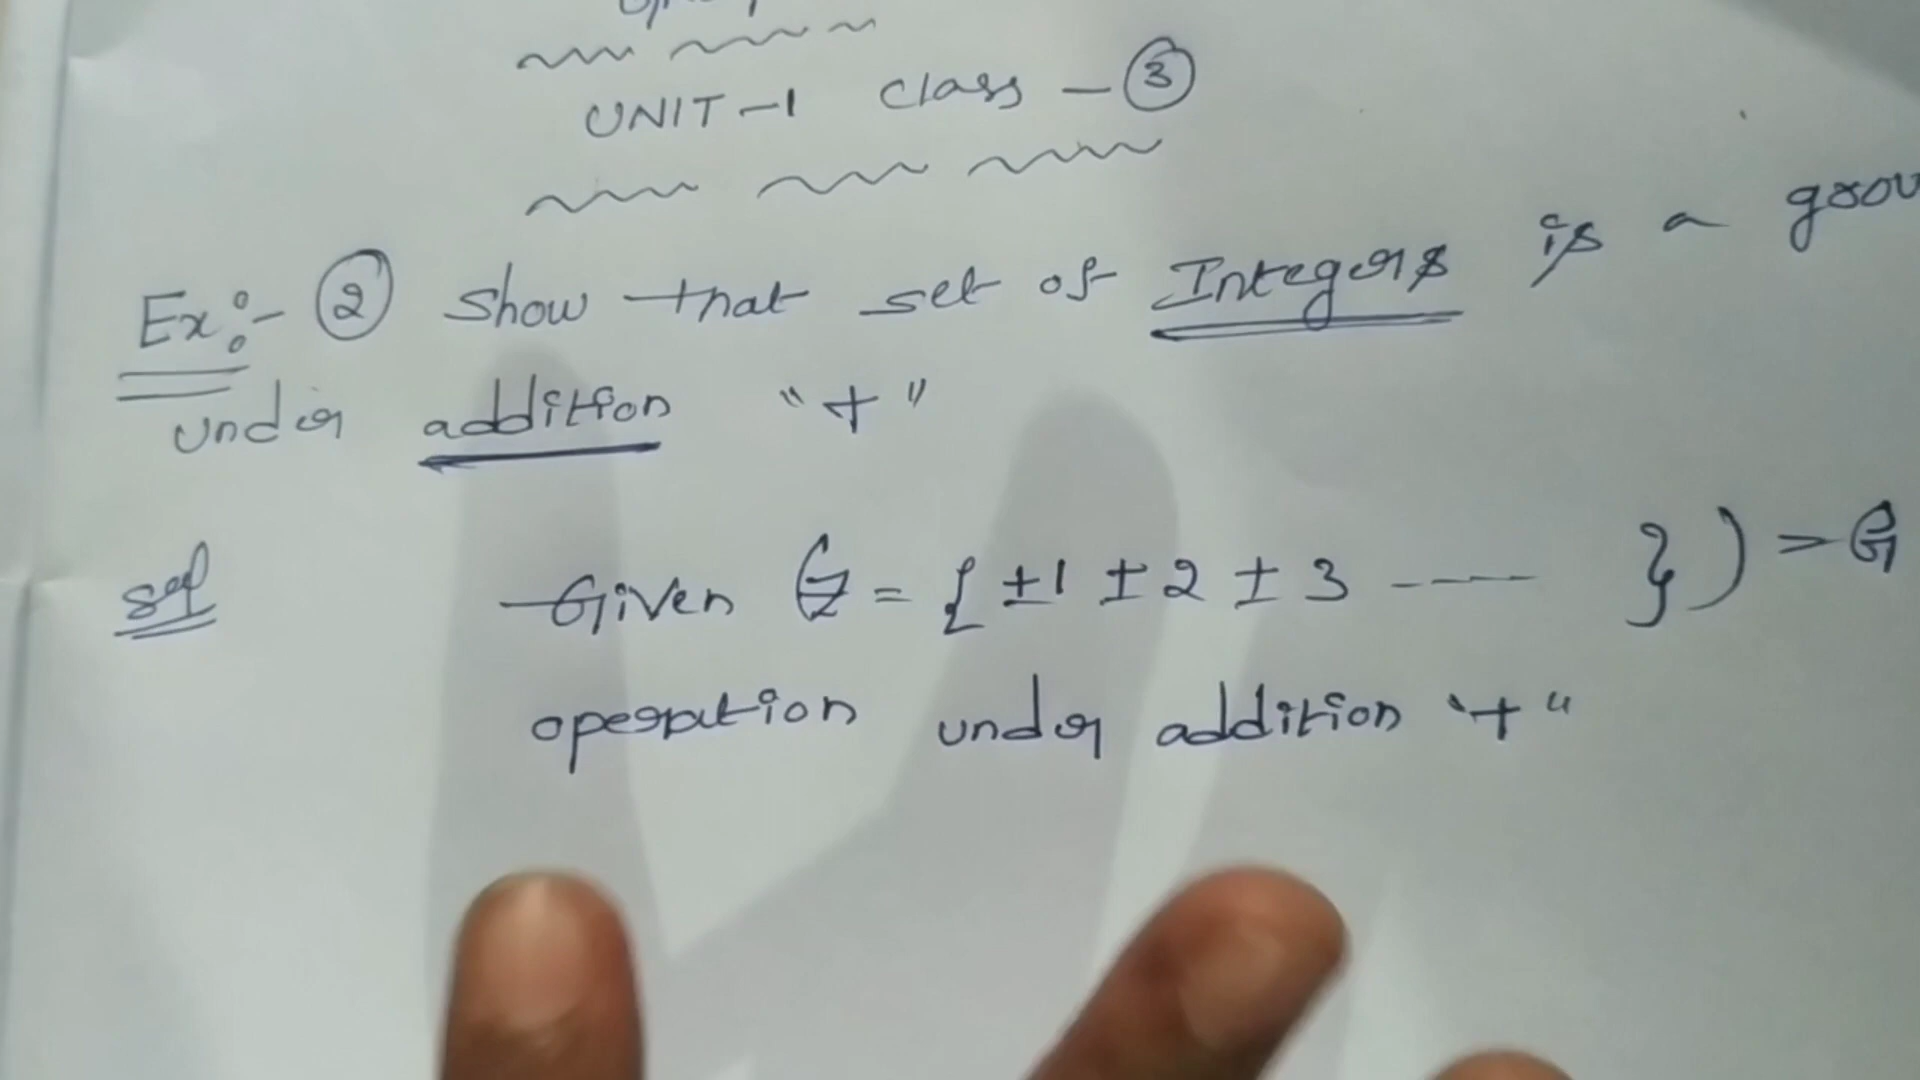 UNIT-1 class - ③
Ex:- ② Show that set of Integers is a grou
under addition "+"
Sol Given G = { ±1 ±2 ±3 ---- } ) = G
operation under addition "+"